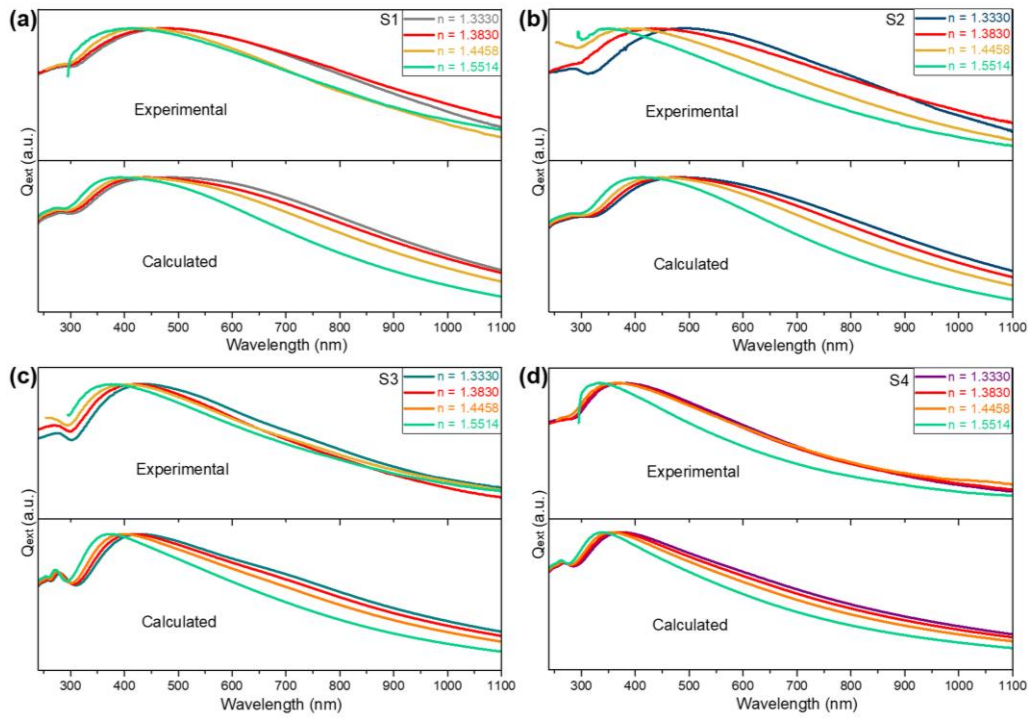 (a)
S1
n = 1.3330
n = 1.3830
n = 1.4458
n = 1.5514
Experimental
Calculated
Qext (a.u.)
300 400 500 600 700 800 900 1000 1100
Wavelength (nm)
(b)
S2
n = 1.3330
n = 1.3830
n = 1.4458
n = 1.5514
Experimental
Calculated
Qext (a.u.)
300 400 500 600 700 800 900 1000 1100
Wavelength (nm)
(c)
S3
n = 1.3330
n = 1.3830
n = 1.4458
n = 1.5514
Experimental
Calculated
Qext (a.u.)
300 400 500 600 700 800 900 1000 1100
Wavelength (nm)
(d)
S4
n = 1.3330
n = 1.3830
n = 1.4458
n = 1.5514
Experimental
Calculated
Qext (a.u.)
300 400 500 600 700 800 900 1000 1100
Wavelength (nm)